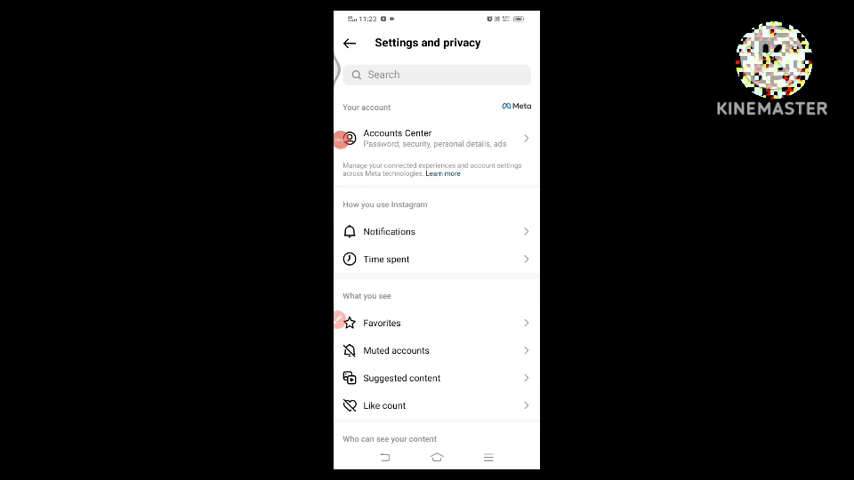 11:23
Settings and privacy
Search
Your account
Meta
Accounts Center
Password, security, personal details, ads
Manage your connected experiences and account settings
across Meta technologies. Learn more
How you use Instagram
Notifications
Time spent
What you see
Favorites
Muted accounts
Suggested content
Like count
Who can see your content
KINEMASTER